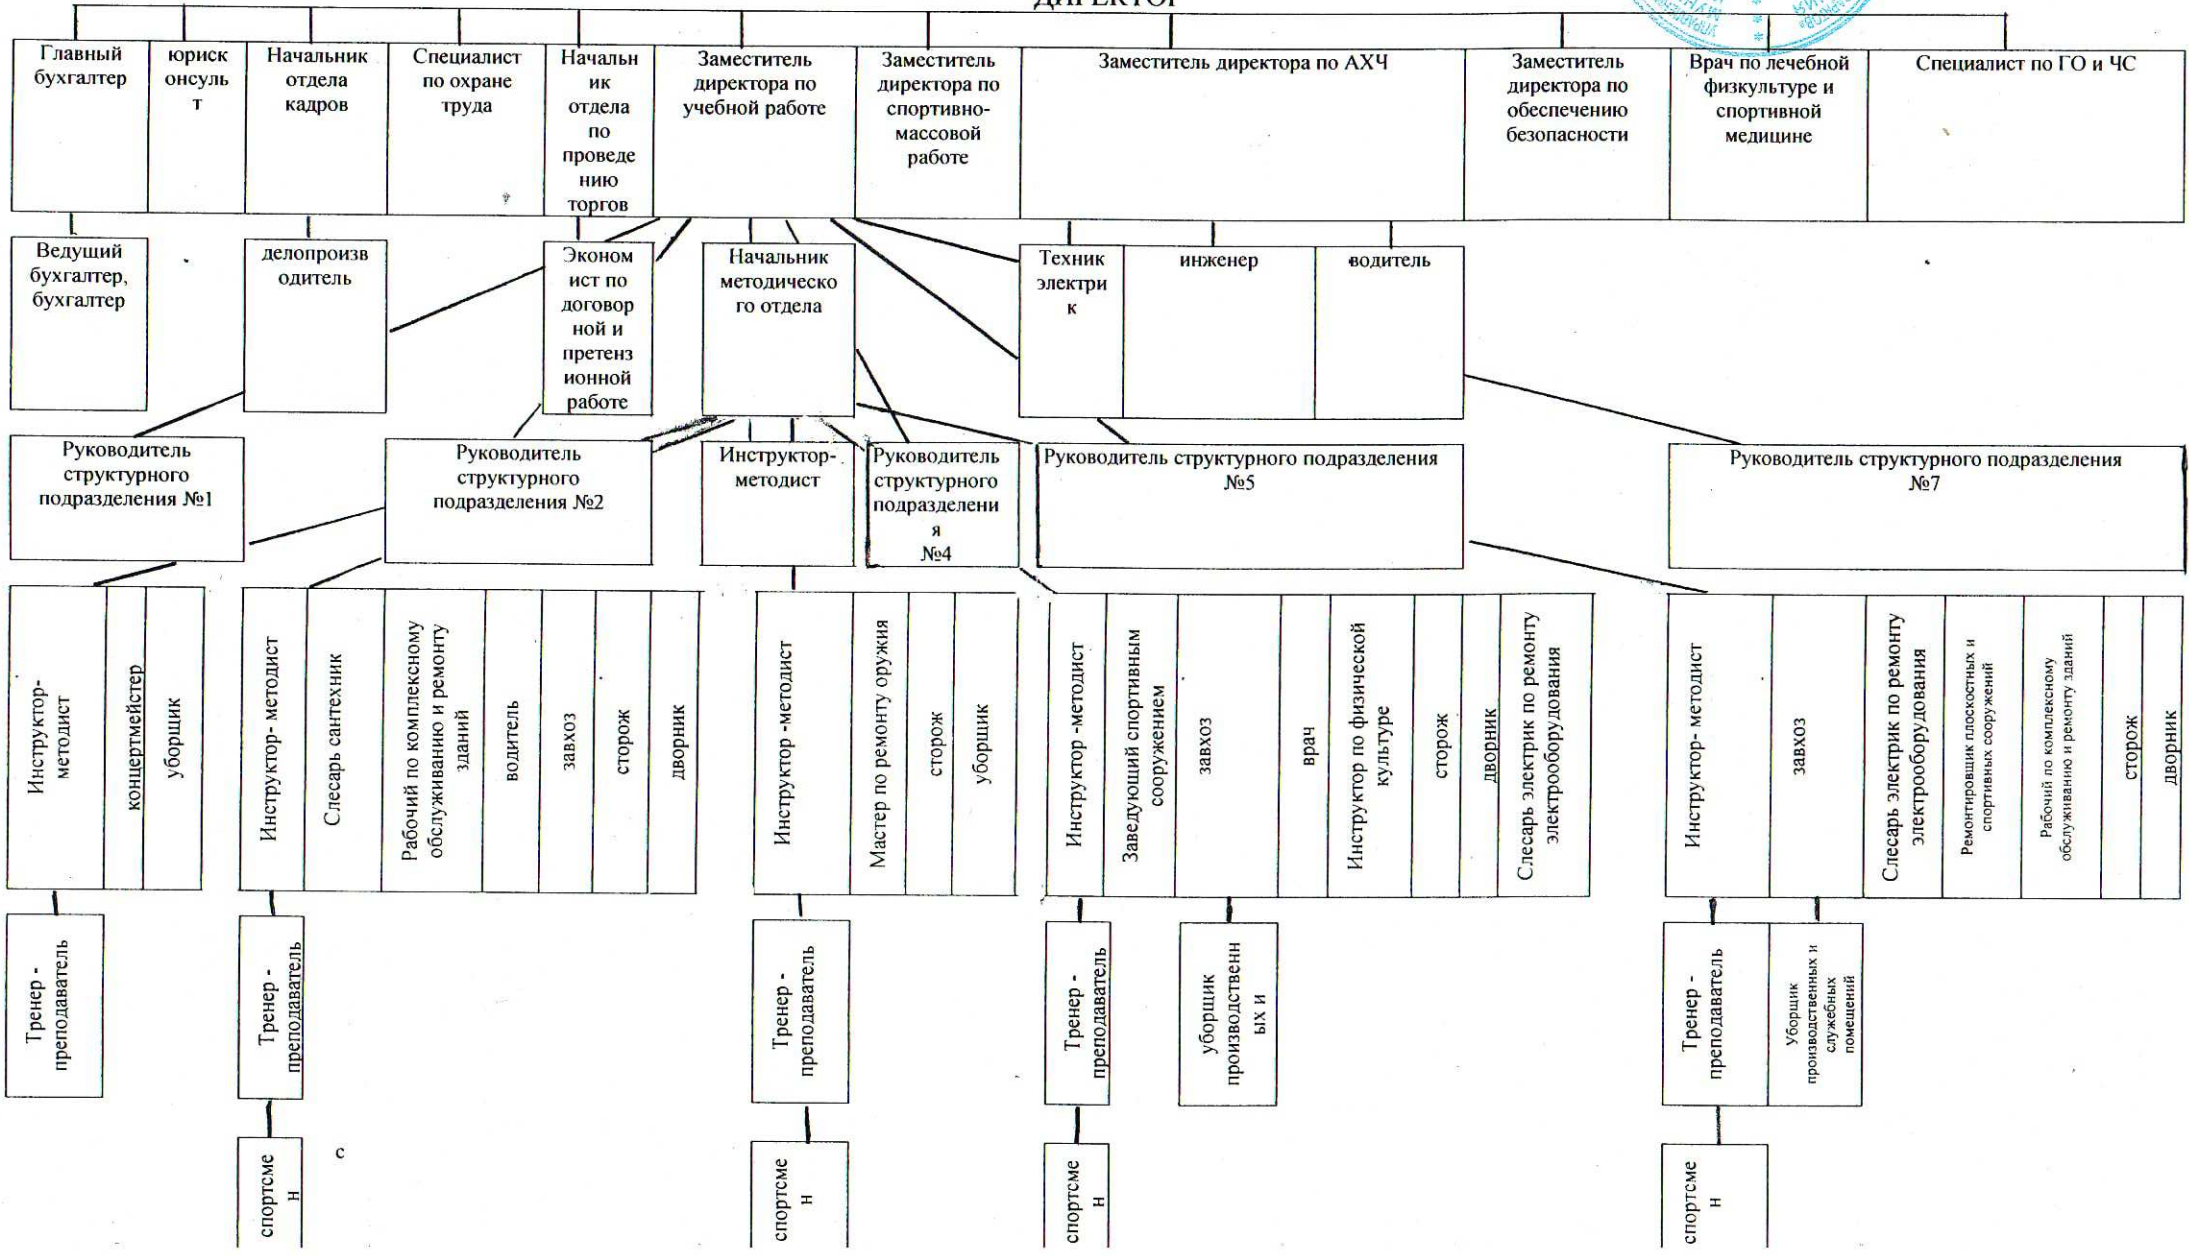 ДИРЕКТОР
Главный
бухгалтер
юриск
онсуль
т
Начальник
отдела
кадров
Специалист
по охране
труда
Начальн
ик
отдела
по
проведе
нию
торгов
Заместитель
директора по
учебной работе
Заместитель
директора по
спортивно-
массовой
работе
Заместитель директора по АХЧ
Заместитель
директора по
обеспечению
безопасности
Врач по лечебной
физкультуре и
спортивной
медицине
Специалист по ГО и ЧС
Ведущий
бухгалтер,
бухгалтер
делопроизв
одитель
Эконом
ист по
договор
ной и
претенз
ионной
работе
Начальник
методическо
го отдела
Техник
электри
к
инженер
водитель
Руководитель
структурного
подразделения №1
Руководитель
структурного
подразделения №2
Инструктор-
методист
Руководитель
структурного
подразделени
я
№4
Руководитель структурного подразделения
№5
Руководитель структурного подразделения
№7
Инструктор-
методист
концертмейстер
уборщик
Инструктор- методист
Слесарь сантехник
Рабочий по комплексному
обслуживанию и ремонту
зданий
водитель
завхоз
сторож
дворник
Инструктор -методист
Мастер по ремонту оружия
сторож
уборщик
Инструктор -методист
Заведующий спортивным
сооружением
завхоз
врач
Инструктор по физической
культуре
сторож
дворник
Слесарь электрик по ремонту
электрооборудования
Инструктор- методист
завхоз
Слесарь электрик по ремонту
электрооборудования
Ремонтировщик плоскостных и
спортивных сооружений
Рабочий по комплексному
обслуживанию и ремонту зданий
сторож
дворник
Тренер -
преподаватель
Тренер -
преподаватель
Тренер -
преподаватель
Тренер -
преподаватель
уборщик
производственн
ых и
Тренер -
преподаватель
Уборщик
производственных и
служебных
помещений
спортсме
н
с
спортсме
н
спортсме
н
спортсме
н